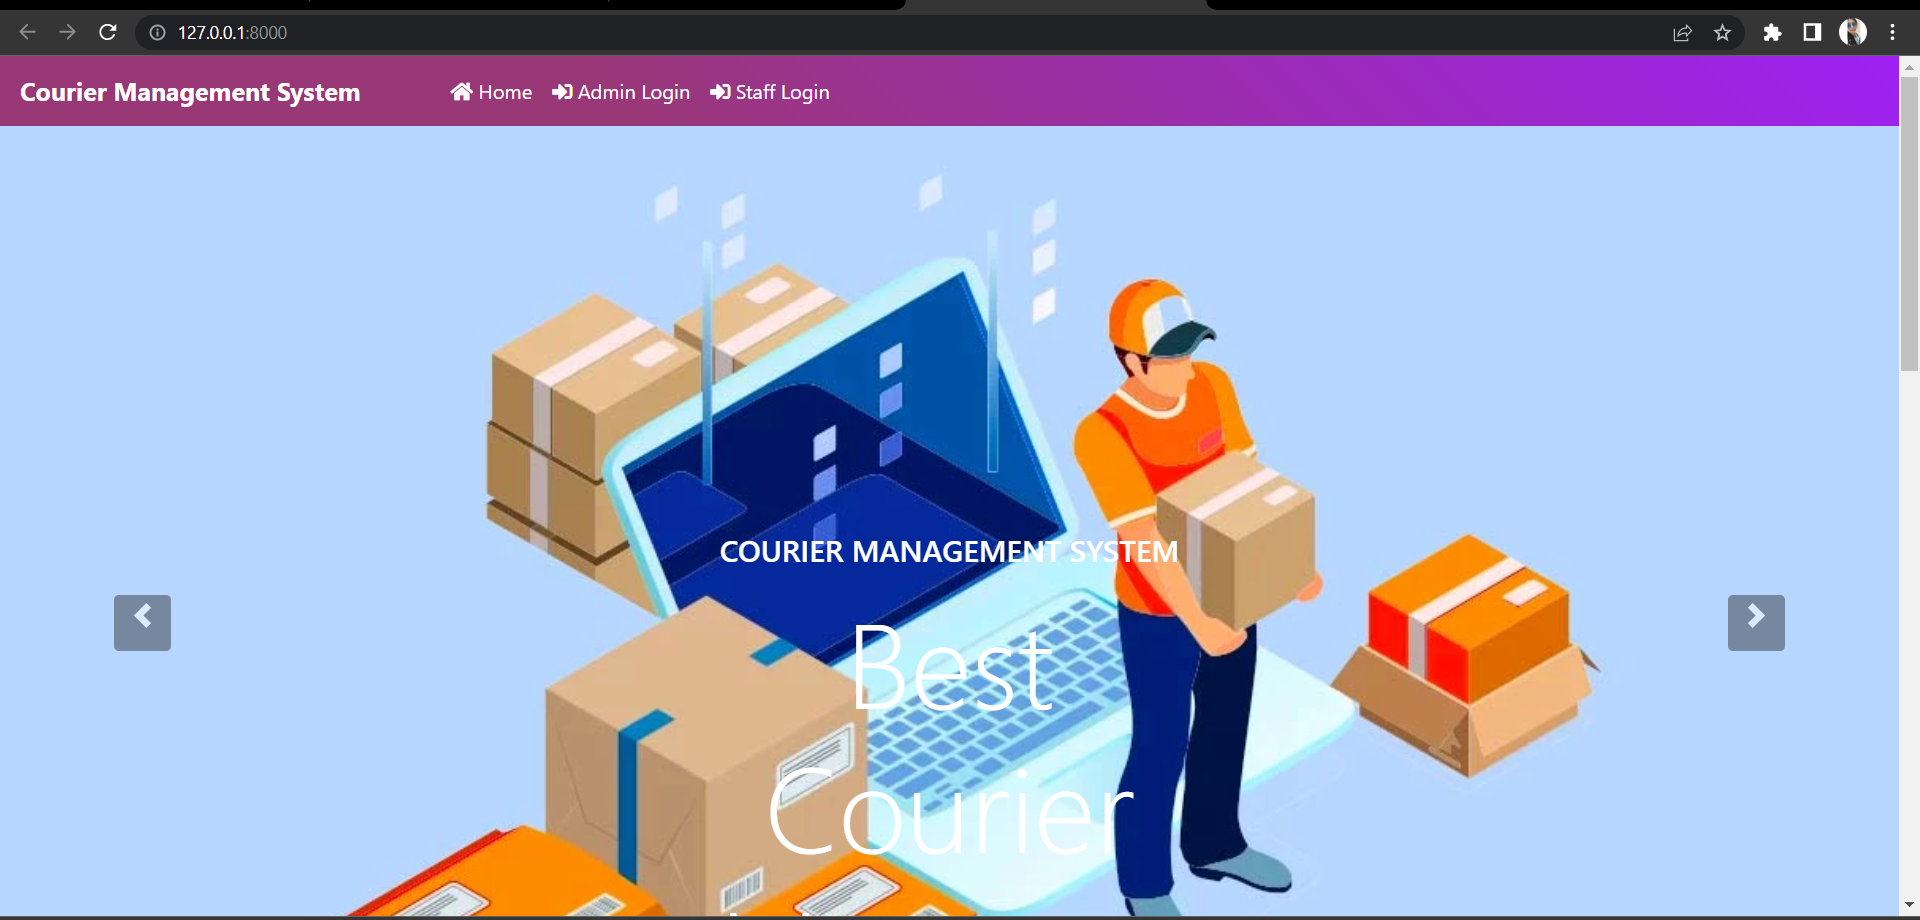 127.0.0.1:8000
Courier Management System Home Admin Login Staff Login
COURIER MANAGEMENT SYSTEM
Best
Courier